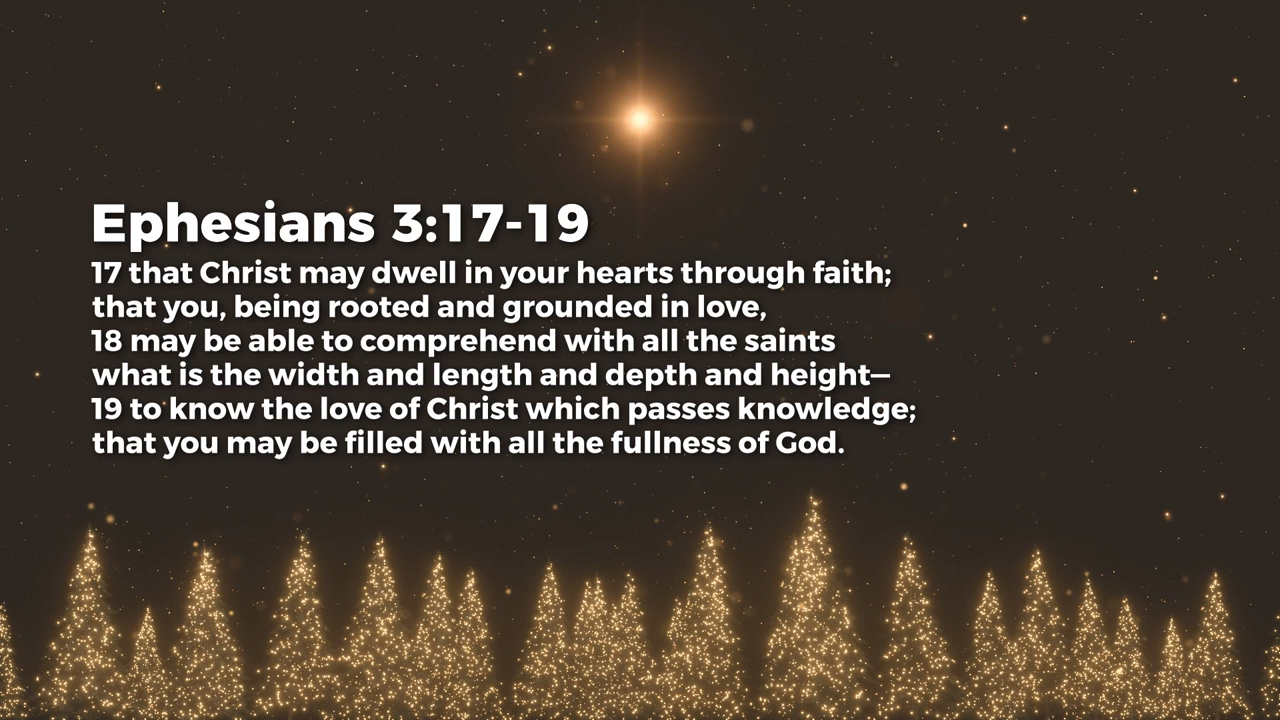 Ephesians 3:17-19
17 that Christ may dwell in your hearts through faith;
that you, being rooted and grounded in love,
18 may be able to comprehend with all the saints
what is the width and length and depth and height—
19 to know the love of Christ which passes knowledge;
that you may be filled with all the fullness of God.